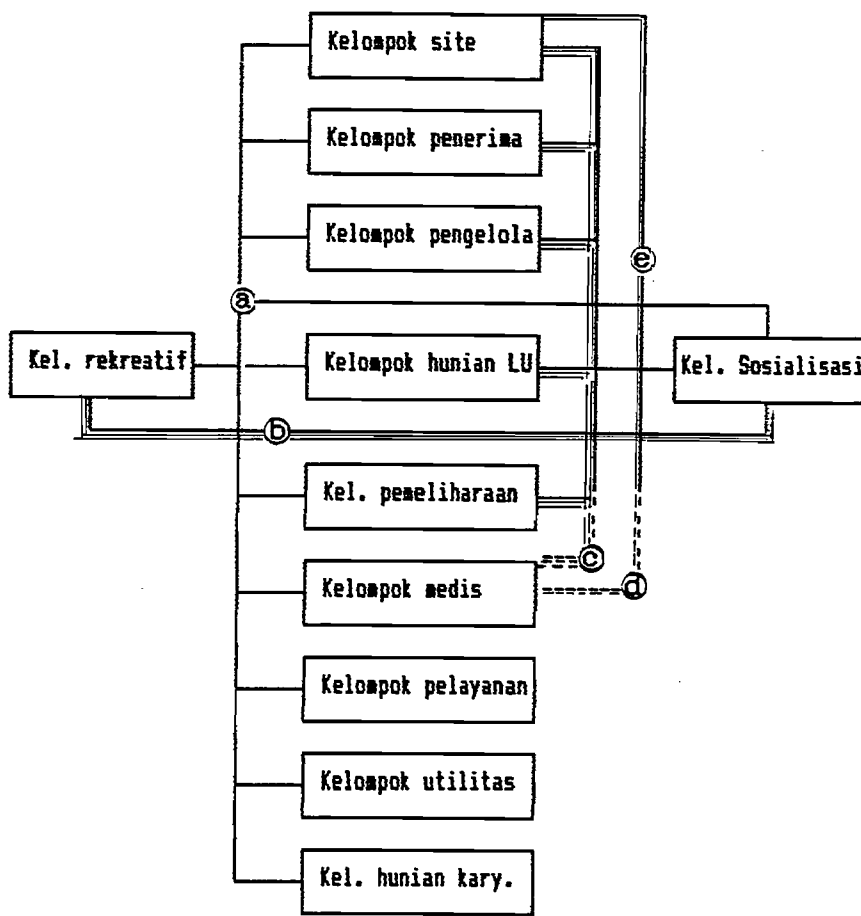 Kelompok site
Kelompok penerima
Kelompok pengelola
e
a
Kel. rekreatif
Kelompok hunian LU
Kel. Sosialisasi
b
Kel. pemeliharaan
c
Kelompok medis
d
Kelompok pelayanan
Kelompok utilitas
Kel. hunian kary.